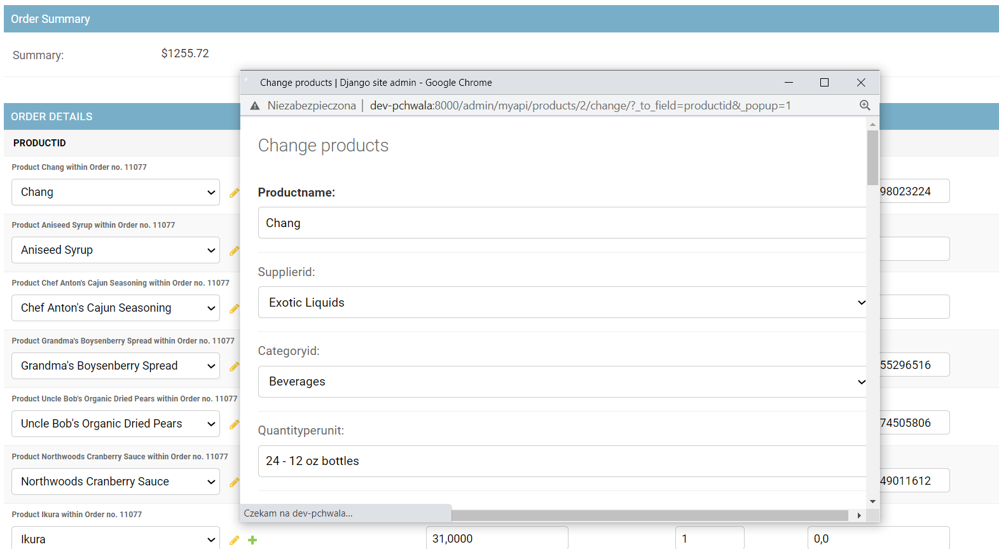 Order Summary
Summary: $1255.72
ORDER DETAILS
PRODUCTID
Product Chang within Order no. 11077
Chang
98023224
Product Aniseed Syrup within Order no. 11077
Aniseed Syrup
Product Chef Anton's Cajun Seasoning within Order no. 11077
Chef Anton's Cajun Seasoning
Product Grandma's Boysenberry Spread within Order no. 11077
Grandma's Boysenberry Spread
55296516
Product Uncle Bob's Organic Dried Pears within Order no. 11077
Uncle Bob's Organic Dried Pears
74505806
Product Northwoods Cranberry Sauce within Order no. 11077
Northwoods Cranberry Sauce
49011612
Product Ikura within Order no. 11077
Ikura
31,0000
1
0,0
Change products | Django site admin - Google Chrome
Niezabezpieczona | dev-pchwala:8000/admin/myapi/products/2/change/?_to_field=productid&_popup=1
Change products
Productname:
Chang
Supplierid:
Exotic Liquids
Categoryid:
Beverages
Quantityperunit:
24 - 12 oz bottles
Czekam na dev-pchwala...